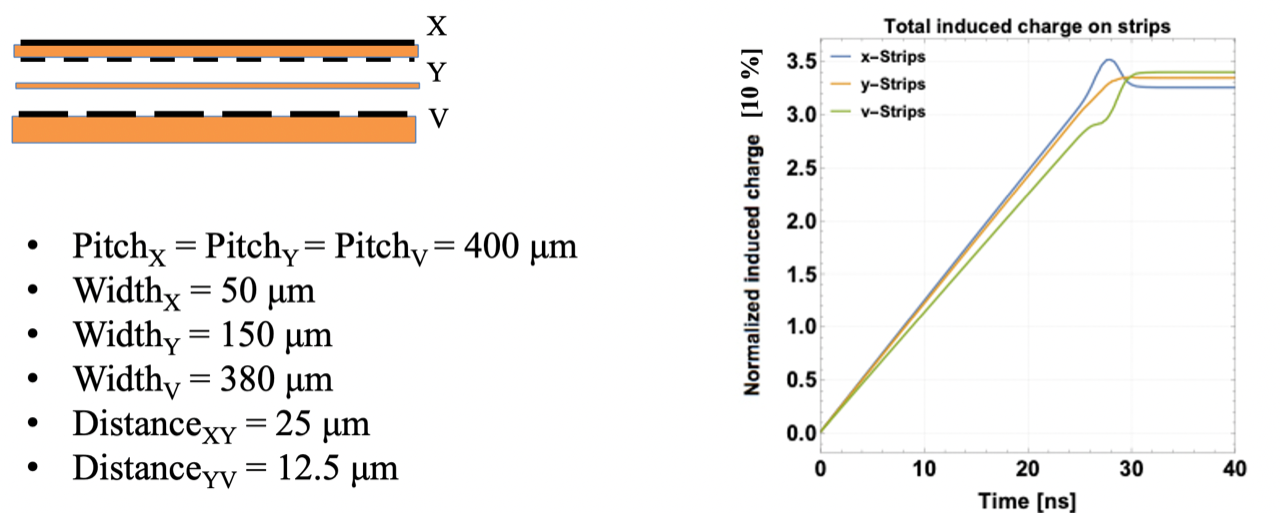 X
Y
V
• Pitch_X = Pitch_Y = Pitch_V = 400 μm
• Width_X = 50 μm
• Width_Y = 150 μm
• Width_V = 380 μm
• Distance_XY = 25 μm
• Distance_YV = 12.5 μm
Total induced charge on strips
Normalized induced charge [10 %]
3.5
3.0
2.5
2.0
1.5
1.0
0.5
0.0
x−Strips
y−Strips
v−Strips
0 10 20 30 40
Time [ns]